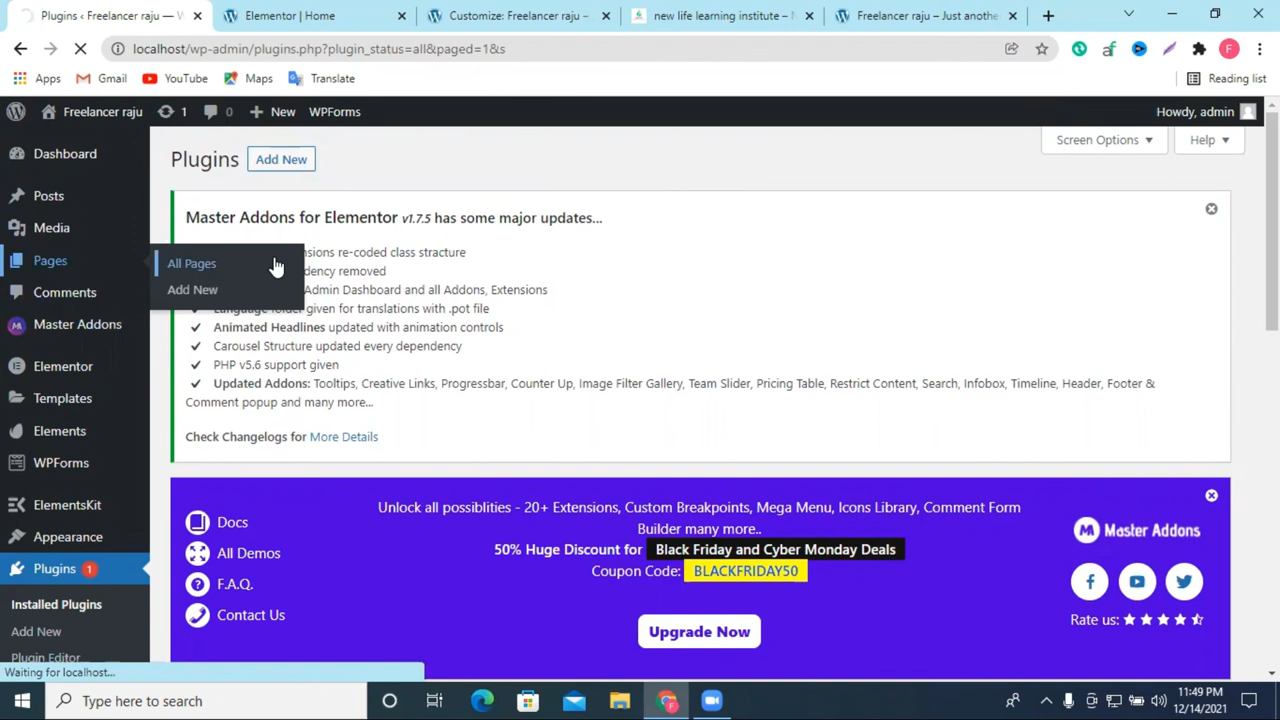 Plugins ‹ Freelancer raju — W
Elementor | Home
Customize: Freelancer raju –
new life learning institute –
Freelancer raju – Just anothe
localhost/wp-admin/plugins.php?plugin_status=all&paged=1&s
F
Apps
Gmail
YouTube
Maps
Translate
Reading list
Freelancer raju
1
0
New
WPForms
Howdy, admin
Dashboard
Posts
Media
Pages
Comments
Master Addons
Elementor
Templates
Elements
WPForms
ElementsKit
Appearance
Plugins 1
Installed Plugins
Add New
Plugin Editor
All Pages
Add New
Plugins
Add New
Screen Options
Help
Master Addons for Elementor v1.7.5 has some major updates...
nsions re-coded class stracture
dency removed
Admin Dashboard and all Addons, Extensions
Language folder given for translations with .pot file
Animated Headlines updated with animation controls
Carousel Structure updated every dependency
PHP v5.6 support given
Updated Addons: Tooltips, Creative Links, Progressbar, Counter Up, Image Filter Gallery, Team Slider, Pricing Table, Restrict Content, Search, Infobox, Timeline, Header, Footer &
Comment popup and many more...
Check Changelogs for More Details
Docs
All Demos
F.A.Q.
Contact Us
Unlock all possiblities - 20+ Extensions, Custom Breakpoints, Mega Menu, Icons Library, Comment Form
Builder many more..
50% Huge Discount for Black Friday and Cyber Monday Deals
Coupon Code: BLACKFRIDAY50
Upgrade Now
Master Addons
Rate us:
Waiting for localhost...
Type here to search
11:49 PM
12/14/2021